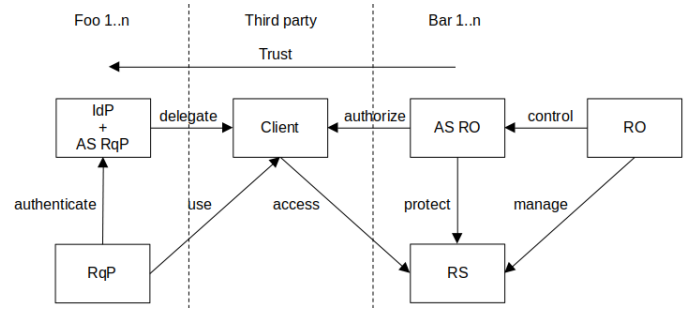 Foo 1..n
Third party
Bar 1..n
Trust
IdP
+
AS RqP
delegate
Client
authorize
AS RO
control
RO
authenticate
use
access
protect
manage
RqP
RS